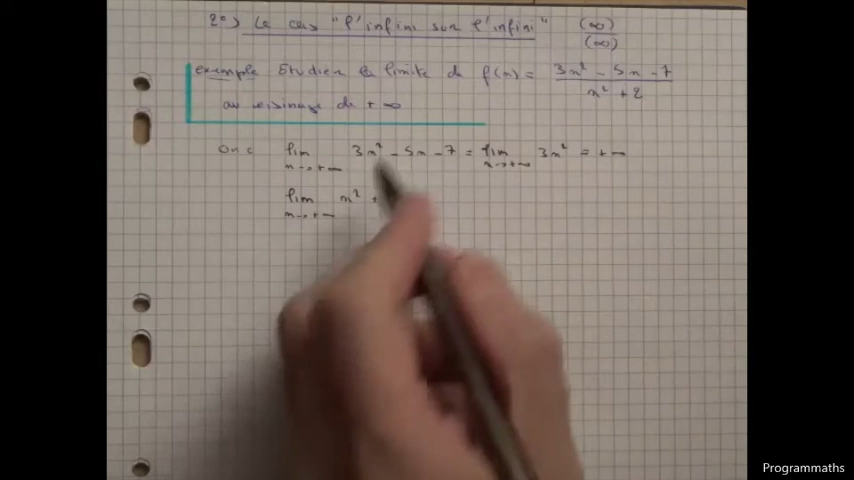 2°) Le cas "l'infini sur l'infini" (∞)/(∞)
exemple Etudier la limite de f(x) = (3x² - 5x - 7)/(x² + 2)
au voisinage de +∞
On a lim x→+∞ 3x² - 5x - 7 = lim x→+∞ 3x² = +∞
lim x→+∞ x² +
Programmaths